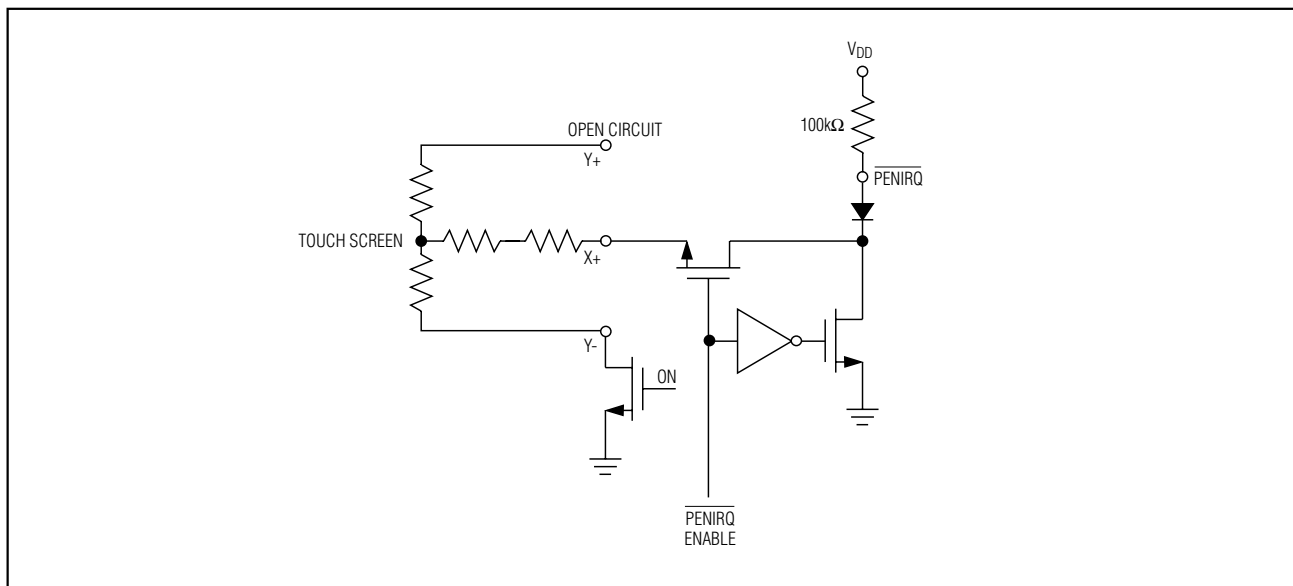 VDD
100kΩ
PENIRQ
OPEN CIRCUIT
Y+
TOUCH SCREEN
X+
Y-
ON
PENIRQ
ENABLE